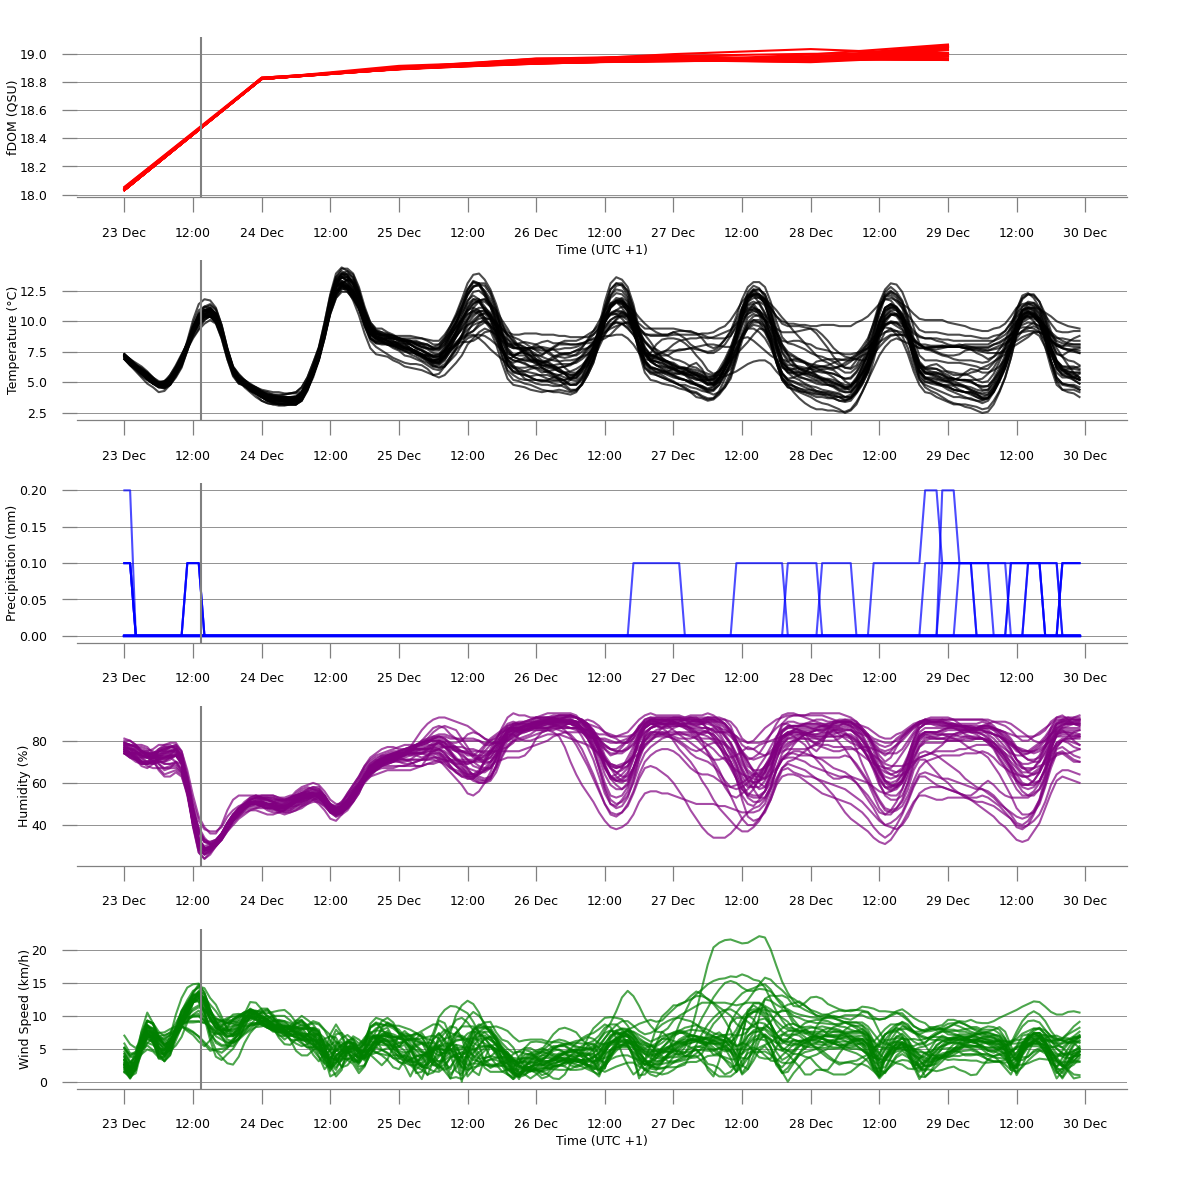 fDOM (QSU)
19.0
18.8
18.6
18.4
18.2
18.0
23 Dec 12:00 24 Dec 12:00 25 Dec 12:00 26 Dec 12:00 27 Dec 12:00 28 Dec 12:00 29 Dec 12:00 30 Dec
Time (UTC +1)
Temperature (°C)
12.5
10.0
7.5
5.0
2.5
23 Dec 12:00 24 Dec 12:00 25 Dec 12:00 26 Dec 12:00 27 Dec 12:00 28 Dec 12:00 29 Dec 12:00 30 Dec
Precipitation (mm)
0.20
0.15
0.10
0.05
0.00
23 Dec 12:00 24 Dec 12:00 25 Dec 12:00 26 Dec 12:00 27 Dec 12:00 28 Dec 12:00 29 Dec 12:00 30 Dec
Humidity (%)
80
60
40
23 Dec 12:00 24 Dec 12:00 25 Dec 12:00 26 Dec 12:00 27 Dec 12:00 28 Dec 12:00 29 Dec 12:00 30 Dec
Wind Speed (km/h)
20
15
10
5
0
23 Dec 12:00 24 Dec 12:00 25 Dec 12:00 26 Dec 12:00 27 Dec 12:00 28 Dec 12:00 29 Dec 12:00 30 Dec
Time (UTC +1)